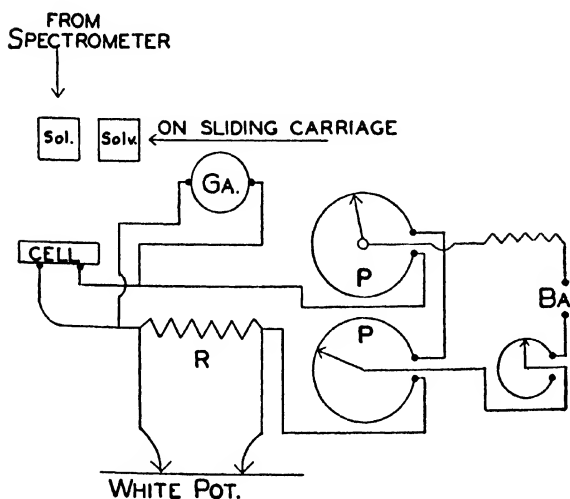 FROM
SPECTROMETER
Sol. Solv. ON SLIDING CARRIAGE
GA.
CELL
P
BA
P
R
WHITE POT.